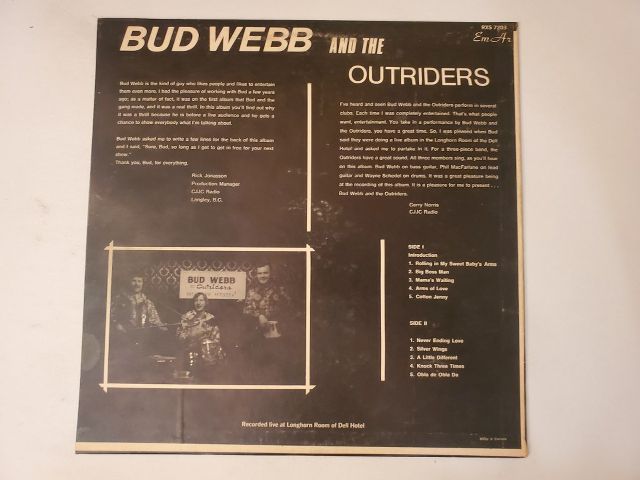 RXS 7203
Em Ar
BUD WEBB AND THE
OUTRIDERS
Bud Webb is the kind of guy who likes people and likes to entertain
them even more. I had the pleasure of working with Bud a few years
ago; as a matter of fact, it was on the first album that Bud and the
gang made, and it was a real thrill. In this album you'll find out why
it was a thrill because he is before a live audience and he gets a
chance to show everybody what I'm talking about.
Bud Webb asked me to write a few lines for the back of this album
and I said, "Sure, Bud, so long as I get to get in free for your next
show."
Thank you, Bud, for everything.
Rick Jonasson
Production Manager
CJJC Radio
Langley, B.C.
I've heard and seen Bud Webb and the Outriders perform in several
clubs. Each time I was completely entertained. That's what people
want, entertainment. You take in a performance by Bud Webb and
the Outriders, you have a great time. So, I was pleased when Bud
said they were doing a live album in the Longhorn Room of the Dell
Hotel and asked me to partake in it. For a three-piece band, the
Outriders have a great sound. All three members sing, as you'll hear
on this album. Bud Webb on bass guitar, Phil MacFarlane on lead
guitar and Wayne Schedel on drums. It was a great pleasure being
at the recording of this album. It is a pleasure for me to present . . .
Bud Webb and the Outriders.
Gerry Norris
CJJC Radio
BUD WEBB
Outriders
SIDE I
Introduction
1. Rolling in My Sweet Baby's Arms
2. Big Boss Man
3. Mama's Waiting
4. Arms of Love
5. Cotton Jenny
SIDE II
1. Never Ending Love
2. Silver Wings
3. A Little Different
4. Knock Three Times
5. Obla de Obla Da
Recorded live at Longharn Room of Dell Hotel